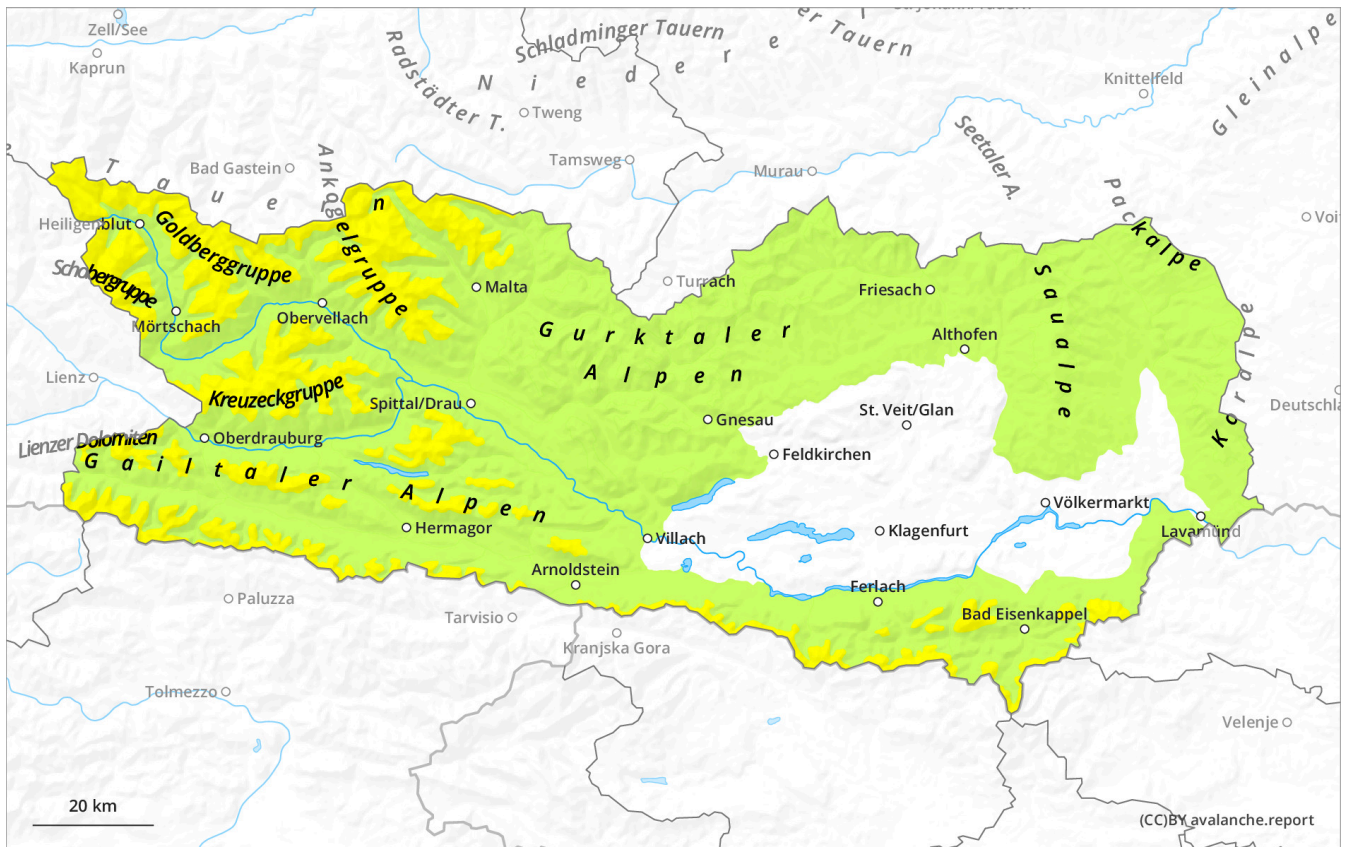 Zell/See
Kaprun
Radstädter T.
Schladminger Tauern
Niedere Tauern
Tweng
Knittelfeld
Gleinalpe
Seetaler A.
Tamsweg
Murau
Bad Gastein
Tauern
Ankogelgruppe
Packalpe
Heiligenblut
Goldberggruppe
Schobergruppe
Mörtschach
Obervellach
Malta
Turrach
Friesach
Saualpe
Koralpe
Gurktaler
Alpen
Althofen
Lienz
Kreuzeckgruppe
Spittal/Drau
Gnesau
St. Veit/Glan
Deutschla
Lienzer Dolomiten
Oberdrauburg
Feldkirchen
Gailtaler Alpen
Hermagor
Völkermarkt
Villach
Klagenfurt
Lavamünd
Arnoldstein
Ferlach
Bad Eisenkappel
Paluzza
Tarvisio
Kranjska Gora
Tolmezzo
Velenje
20 km
(CC)BY avalanche.report